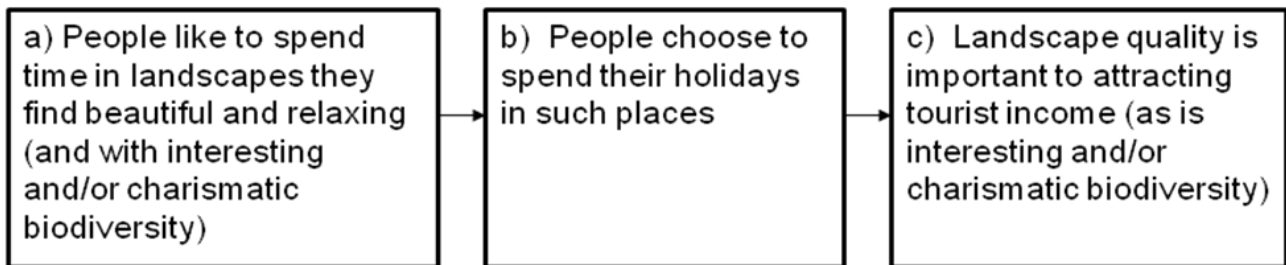 a) People like to spend
time in landscapes they
find beautiful and relaxing
(and with interesting
and/or charismatic
biodiversity)
b) People choose to
spend their holidays
in such places
c) Landscape quality is
important to attracting
tourist income (as is
interesting and/or
charismatic biodiversity)